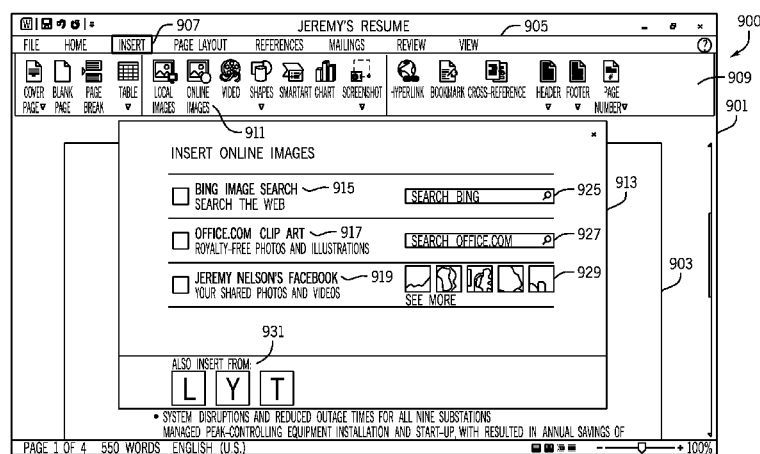 W
907
JEREMY'S RESUME
905
900
FILE HOME INSERT PAGE LAYOUT REFERENCES MAILINGS REVIEW VIEW
?
COVER PAGE
BLANK PAGE
PAGE BREAK
TABLE
LOCAL IMAGES
ONLINE IMAGES
VIDEO
SHAPES
SMARTART
CHART
SCREENSHOT
HYPERLINK
BOOKMARK
CROSS-REFERENCE
HEADER
FOOTER
PAGE NUMBER
909
901
911
INSERT ONLINE IMAGES
BING IMAGE SEARCH 915
SEARCH THE WEB
SEARCH BING 925
913
OFFICE.COM CLIP ART 917
ROYALTY-FREE PHOTOS AND ILLUSTRATIONS
SEARCH OFFICE.COM 927
JEREMY NELSON'S FACEBOOK 919
YOUR SHARED PHOTOS AND VIDEOS
929
SEE MORE
903
931
ALSO INSERT FROM:
L Y T
• SYSTEM DISRUPTIONS AND REDUCED OUTAGE TIMES FOR ALL NINE SUBSTATIONS
MANAGED PEAK-CONTROLLING EQUIPMENT INSTALLATION AND START-UP, WITH RESULTED IN ANNUAL SAVINGS OF
PAGE 1 OF 4 550 WORDS ENGLISH (U.S.) 100%